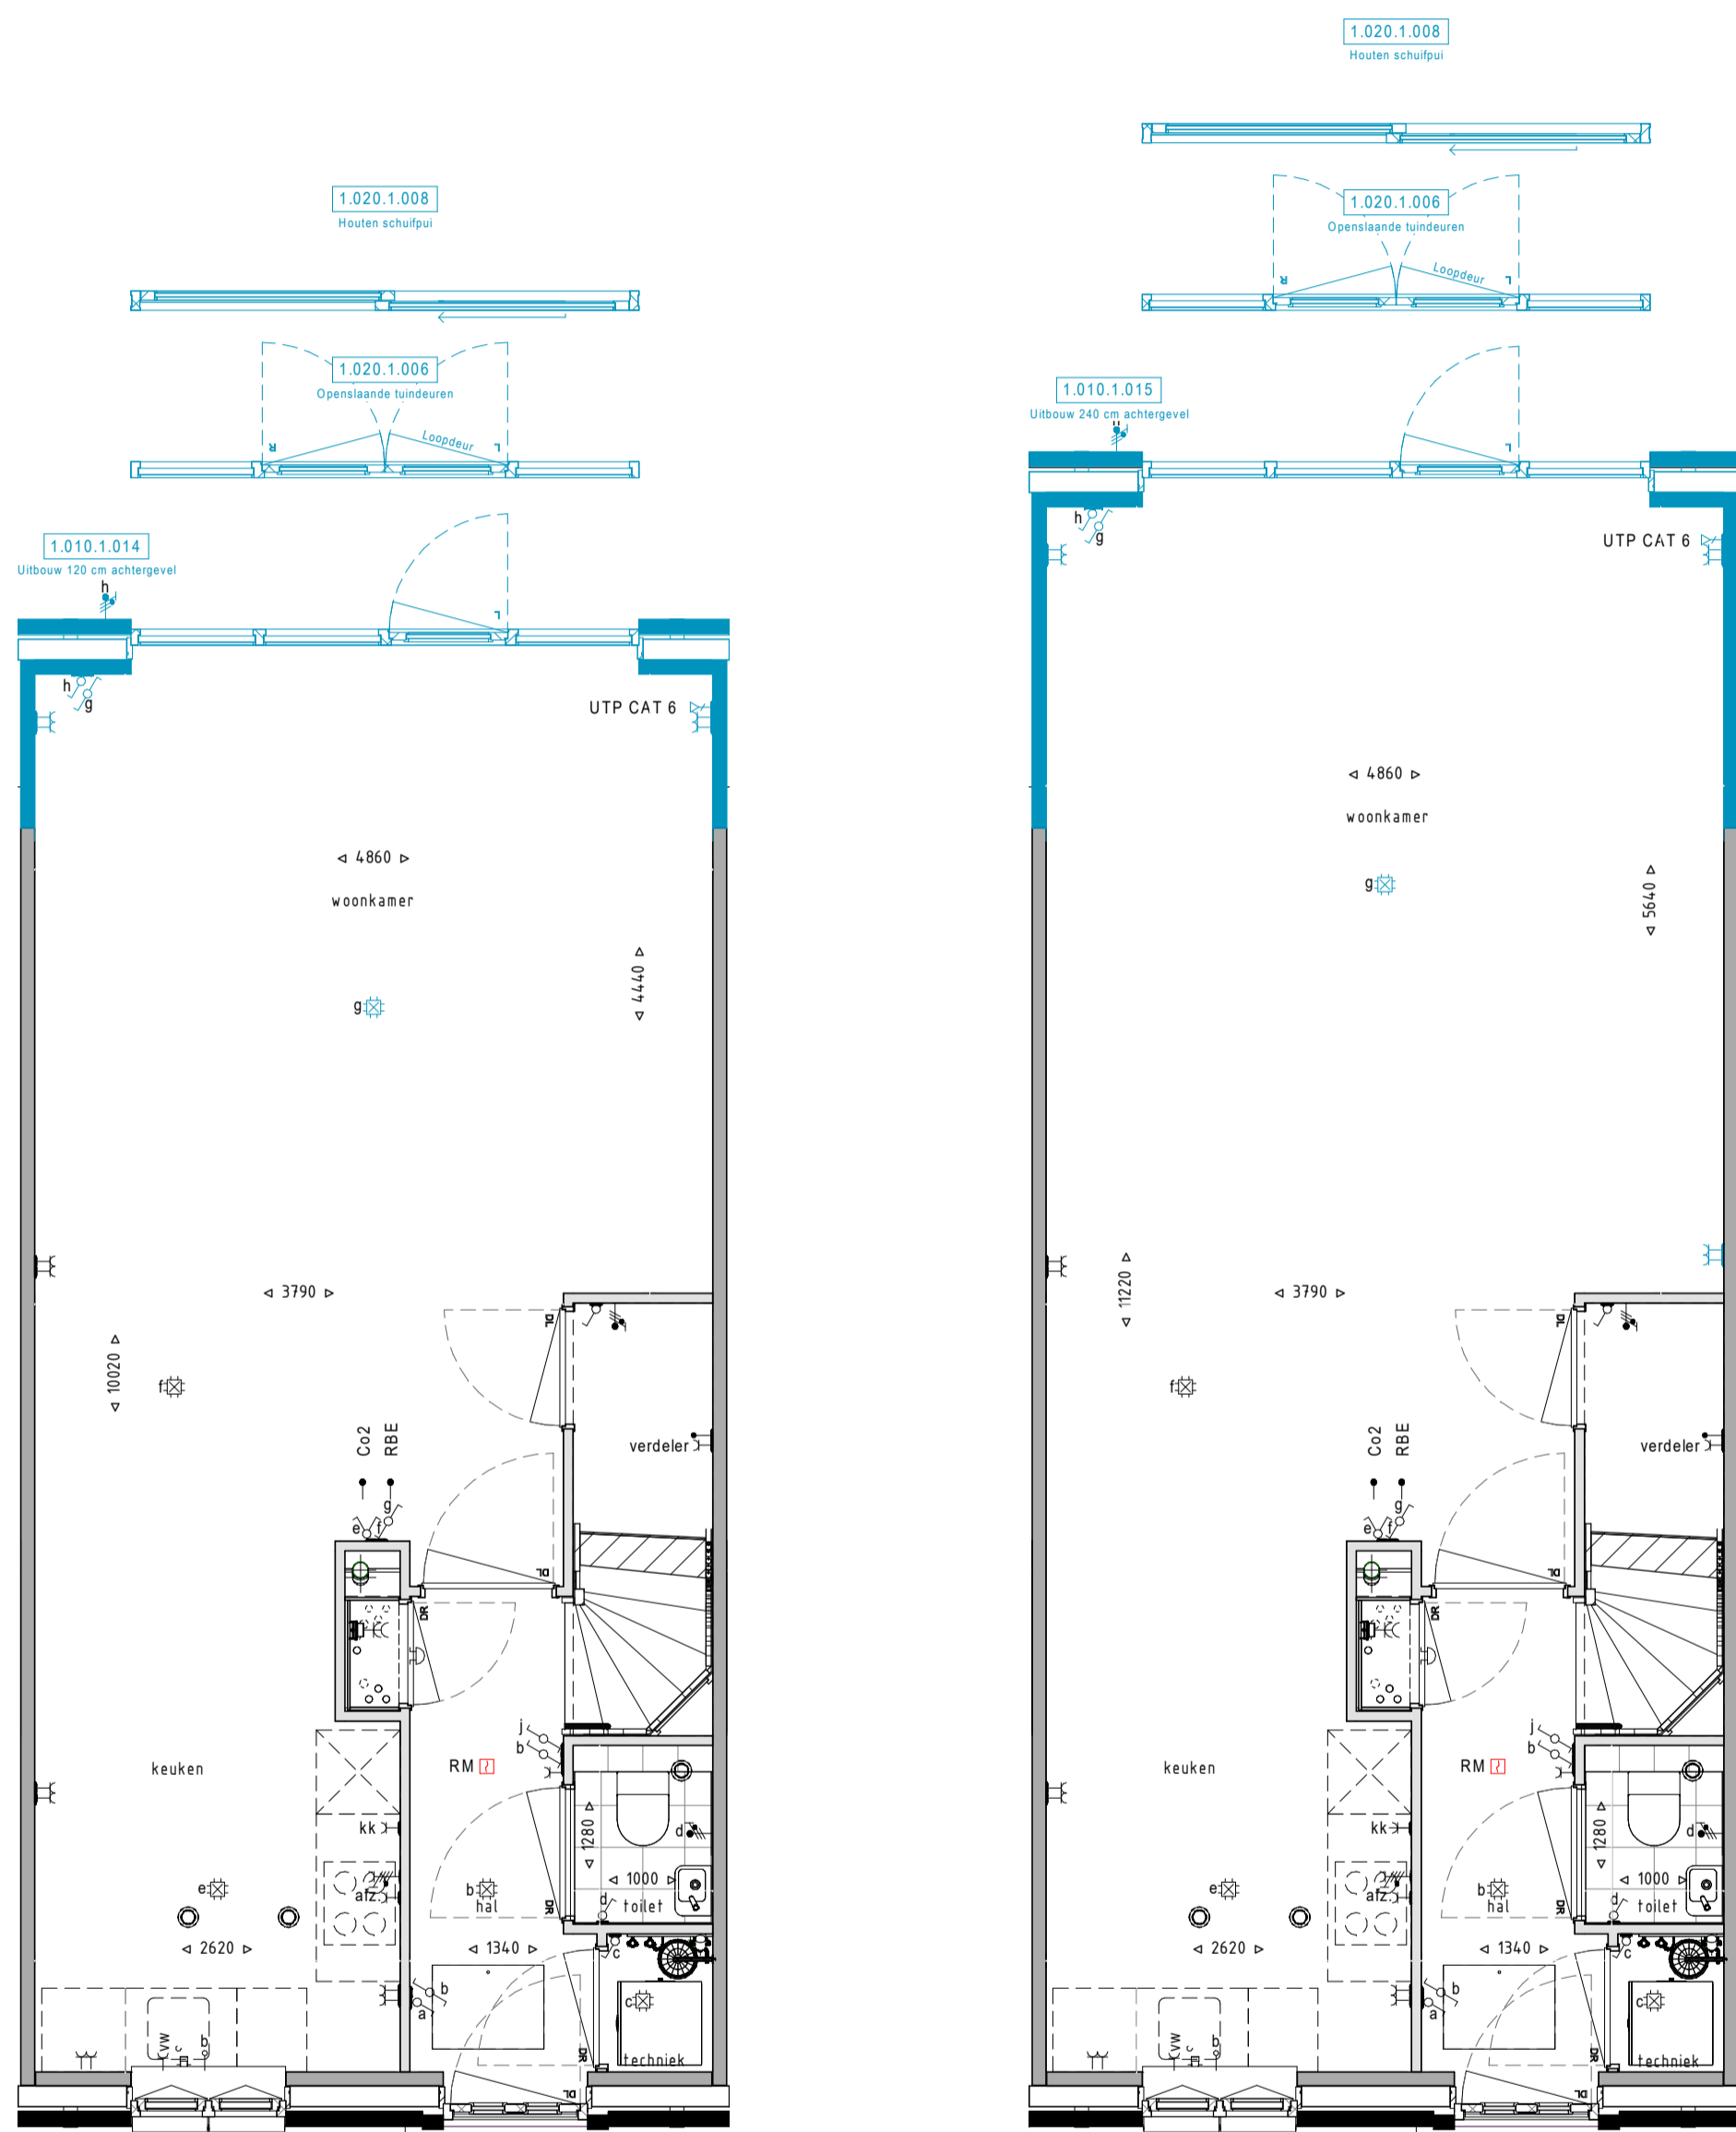 1.020.1.008
Houten schuifpui
1.020.1.006
Openslaande tuindeuren
R
Loopdeur
L
1.010.1.014
Uitbouw 120 cm achtergevel
h
L
h
g
UTP CAT 6
4860
woonkamer
4440
g
3790
10020
DL
f
Co2
RBE
verdeler
g
e
f
DL
DR
j
b
keuken
RM
kk
1280
d
afz.
e
b
hal
1000
d
toilet
DR
2620
1340
c
b
a
c
VW
c
b
DR
techniek
DL
1.020.1.008
Houten schuifpui
1.020.1.006
Openslaande tuindeuren
R
Loopdeur
L
1.010.1.015
Uitbouw 240 cm achtergevel
L
h
g
UTP CAT 6
4860
woonkamer
g
5640
11220
3790
DL
f
Co2
RBE
verdeler
g
e
f
DL
DR
j
b
keuken
RM
kk
1280
d
afz.
e
b
hal
1000
d
toilet
DR
2620
1340
c
b
a
c
VW
c
b
DR
techniek
DL